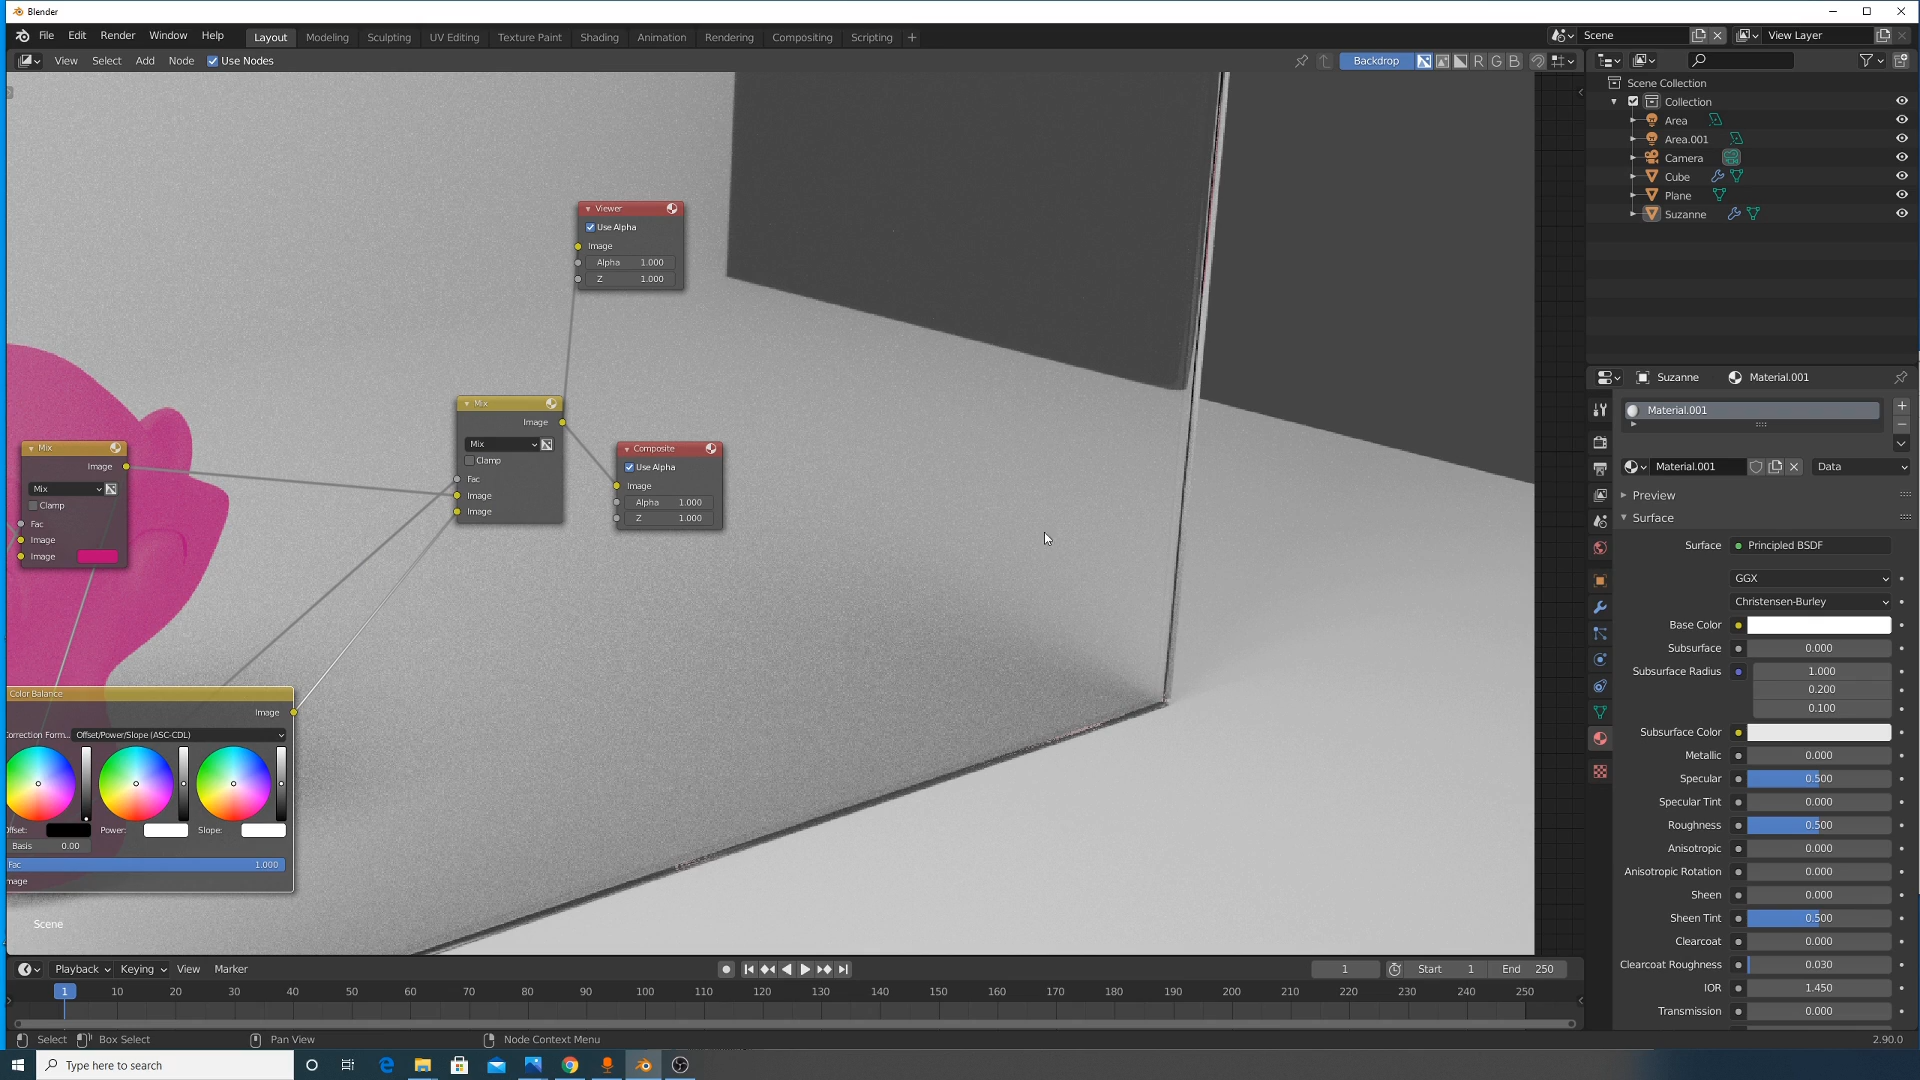 Blender
File Edit Render Window Help Layout Modeling Sculpting UV Editing Texture Paint Shading Animation Rendering Compositing Scripting + Scene View Layer
View Select Add Node Use Nodes Backdrop R G B
Scene Collection
Collection
Area
Area.001
Camera
Cube
Plane
Suzanne
Viewer
Use Alpha
Image
Alpha 1.000
Z 1.000
Mix
Image
Mix
Clamp
Fac
Image
Image
Composite
Use Alpha
Image
Alpha 1.000
Z 1.000
Mix
Image
Mix
Clamp
Fac
Image
Image
Color Balance
Image
Correction Form... Offset/Power/Slope (ASC-CDL)
Offset: Power: Slope:
Basis 0.00
Fac 1.000
mage
Scene
Suzanne Material.001
Material.001
Material.001 Data
Preview
Surface
Surface Principled BSDF
GGX
Christensen-Burley
Base Color
Subsurface 0.000
Subsurface Radius 1.000
0.200
0.100
Subsurface Color
Metallic 0.000
Specular 0.500
Specular Tint 0.000
Roughness 0.500
Anisotropic 0.000
Anisotropic Rotation 0.000
Sheen 0.000
Sheen Tint 0.500
Clearcoat 0.000
Clearcoat Roughness 0.030
IOR 1.450
Transmission 0.000
Playback Keying View Marker 1 Start 1 End 250
1 10 20 30 40 50 60 70 80 90 100 110 120 130 140 150 160 170 180 190 200 210 220 230 240 250
Select Box Select Pan View Node Context Menu 2.90.0
Type here to search